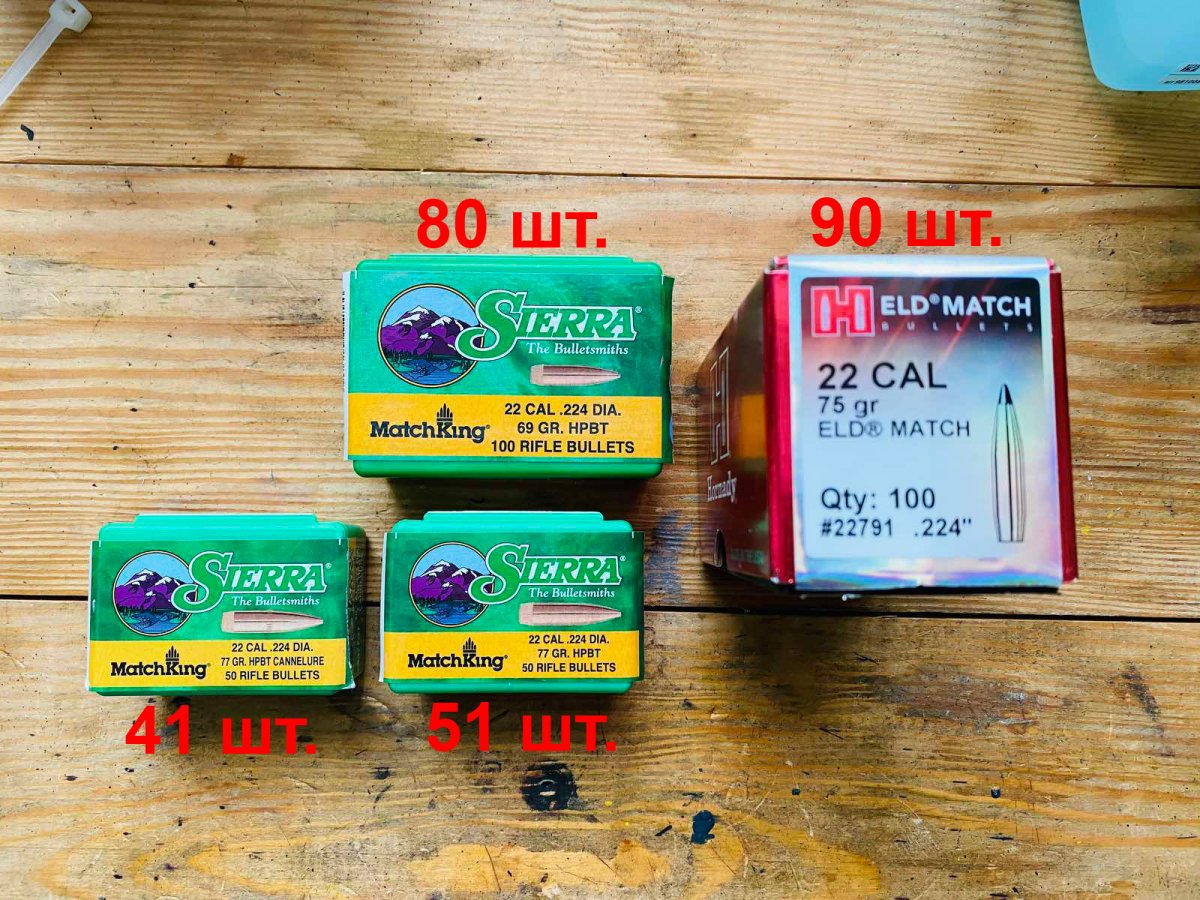 80 шт.
90 шт.
SIERRA®
The Bulletsmiths
MatchKing®
22 CAL .224 DIA.
69 GR. HPBT
100 RIFLE BULLETS
H
ELD® MATCH
BULLETS
22 CAL
75 gr
ELD® MATCH
Qty: 100
#22791 .224"
H
Hornady
SIERRA®
The Bulletsmiths
MatchKing®
22 CAL .224 DIA.
77 GR. HPBT CANNELURE
50 RIFLE BULLETS
SIERRA®
The Bulletsmiths
MatchKing®
22 CAL .224 DIA.
77 GR. HPBT
50 RIFLE BULLETS
41 шт.
51 шт.